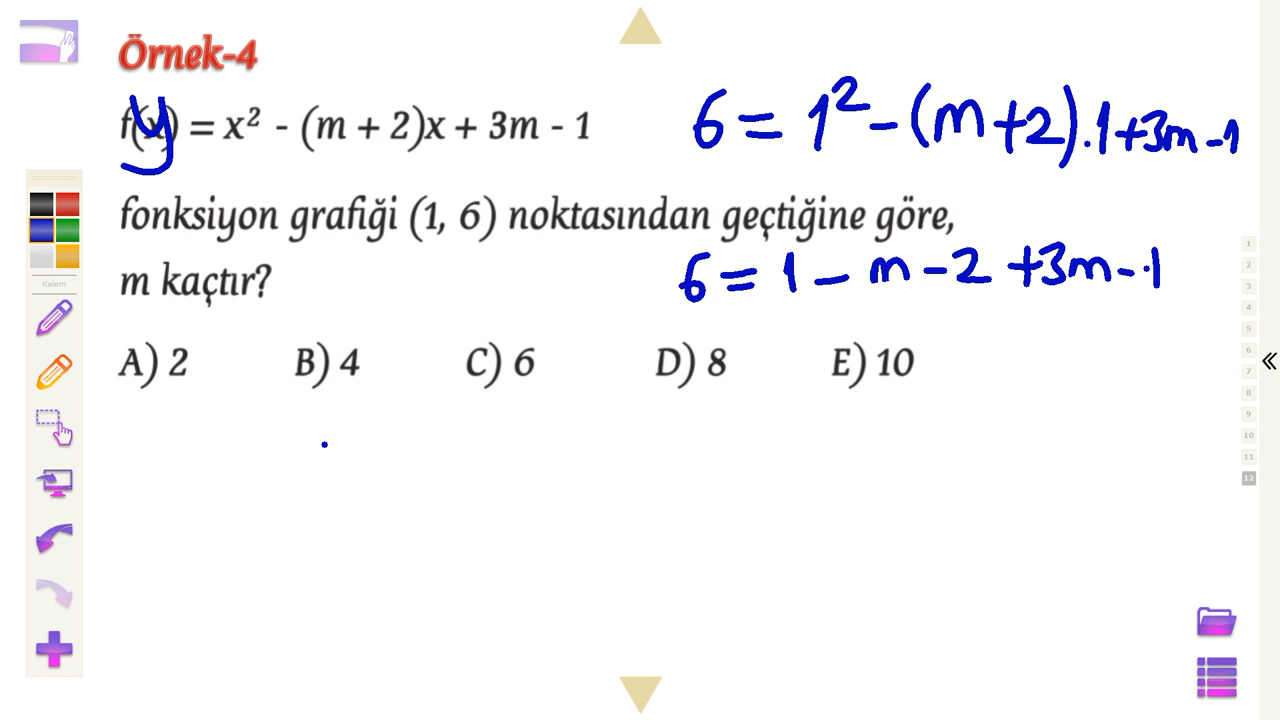 Örnek-4
f(x) = x² - (m + 2)x + 3m - 1
y
6 = 1² - (m+2).1+3m-1
fonksiyon grafiği (1, 6) noktasından geçtiğine göre,
6 = 1 - m - 2 +3m - 1
m kaçtır?
Kalem
A) 2 B) 4 C) 6 D) 8 E) 10
1
2
3
4
5
6
7
8
9
10
11
12